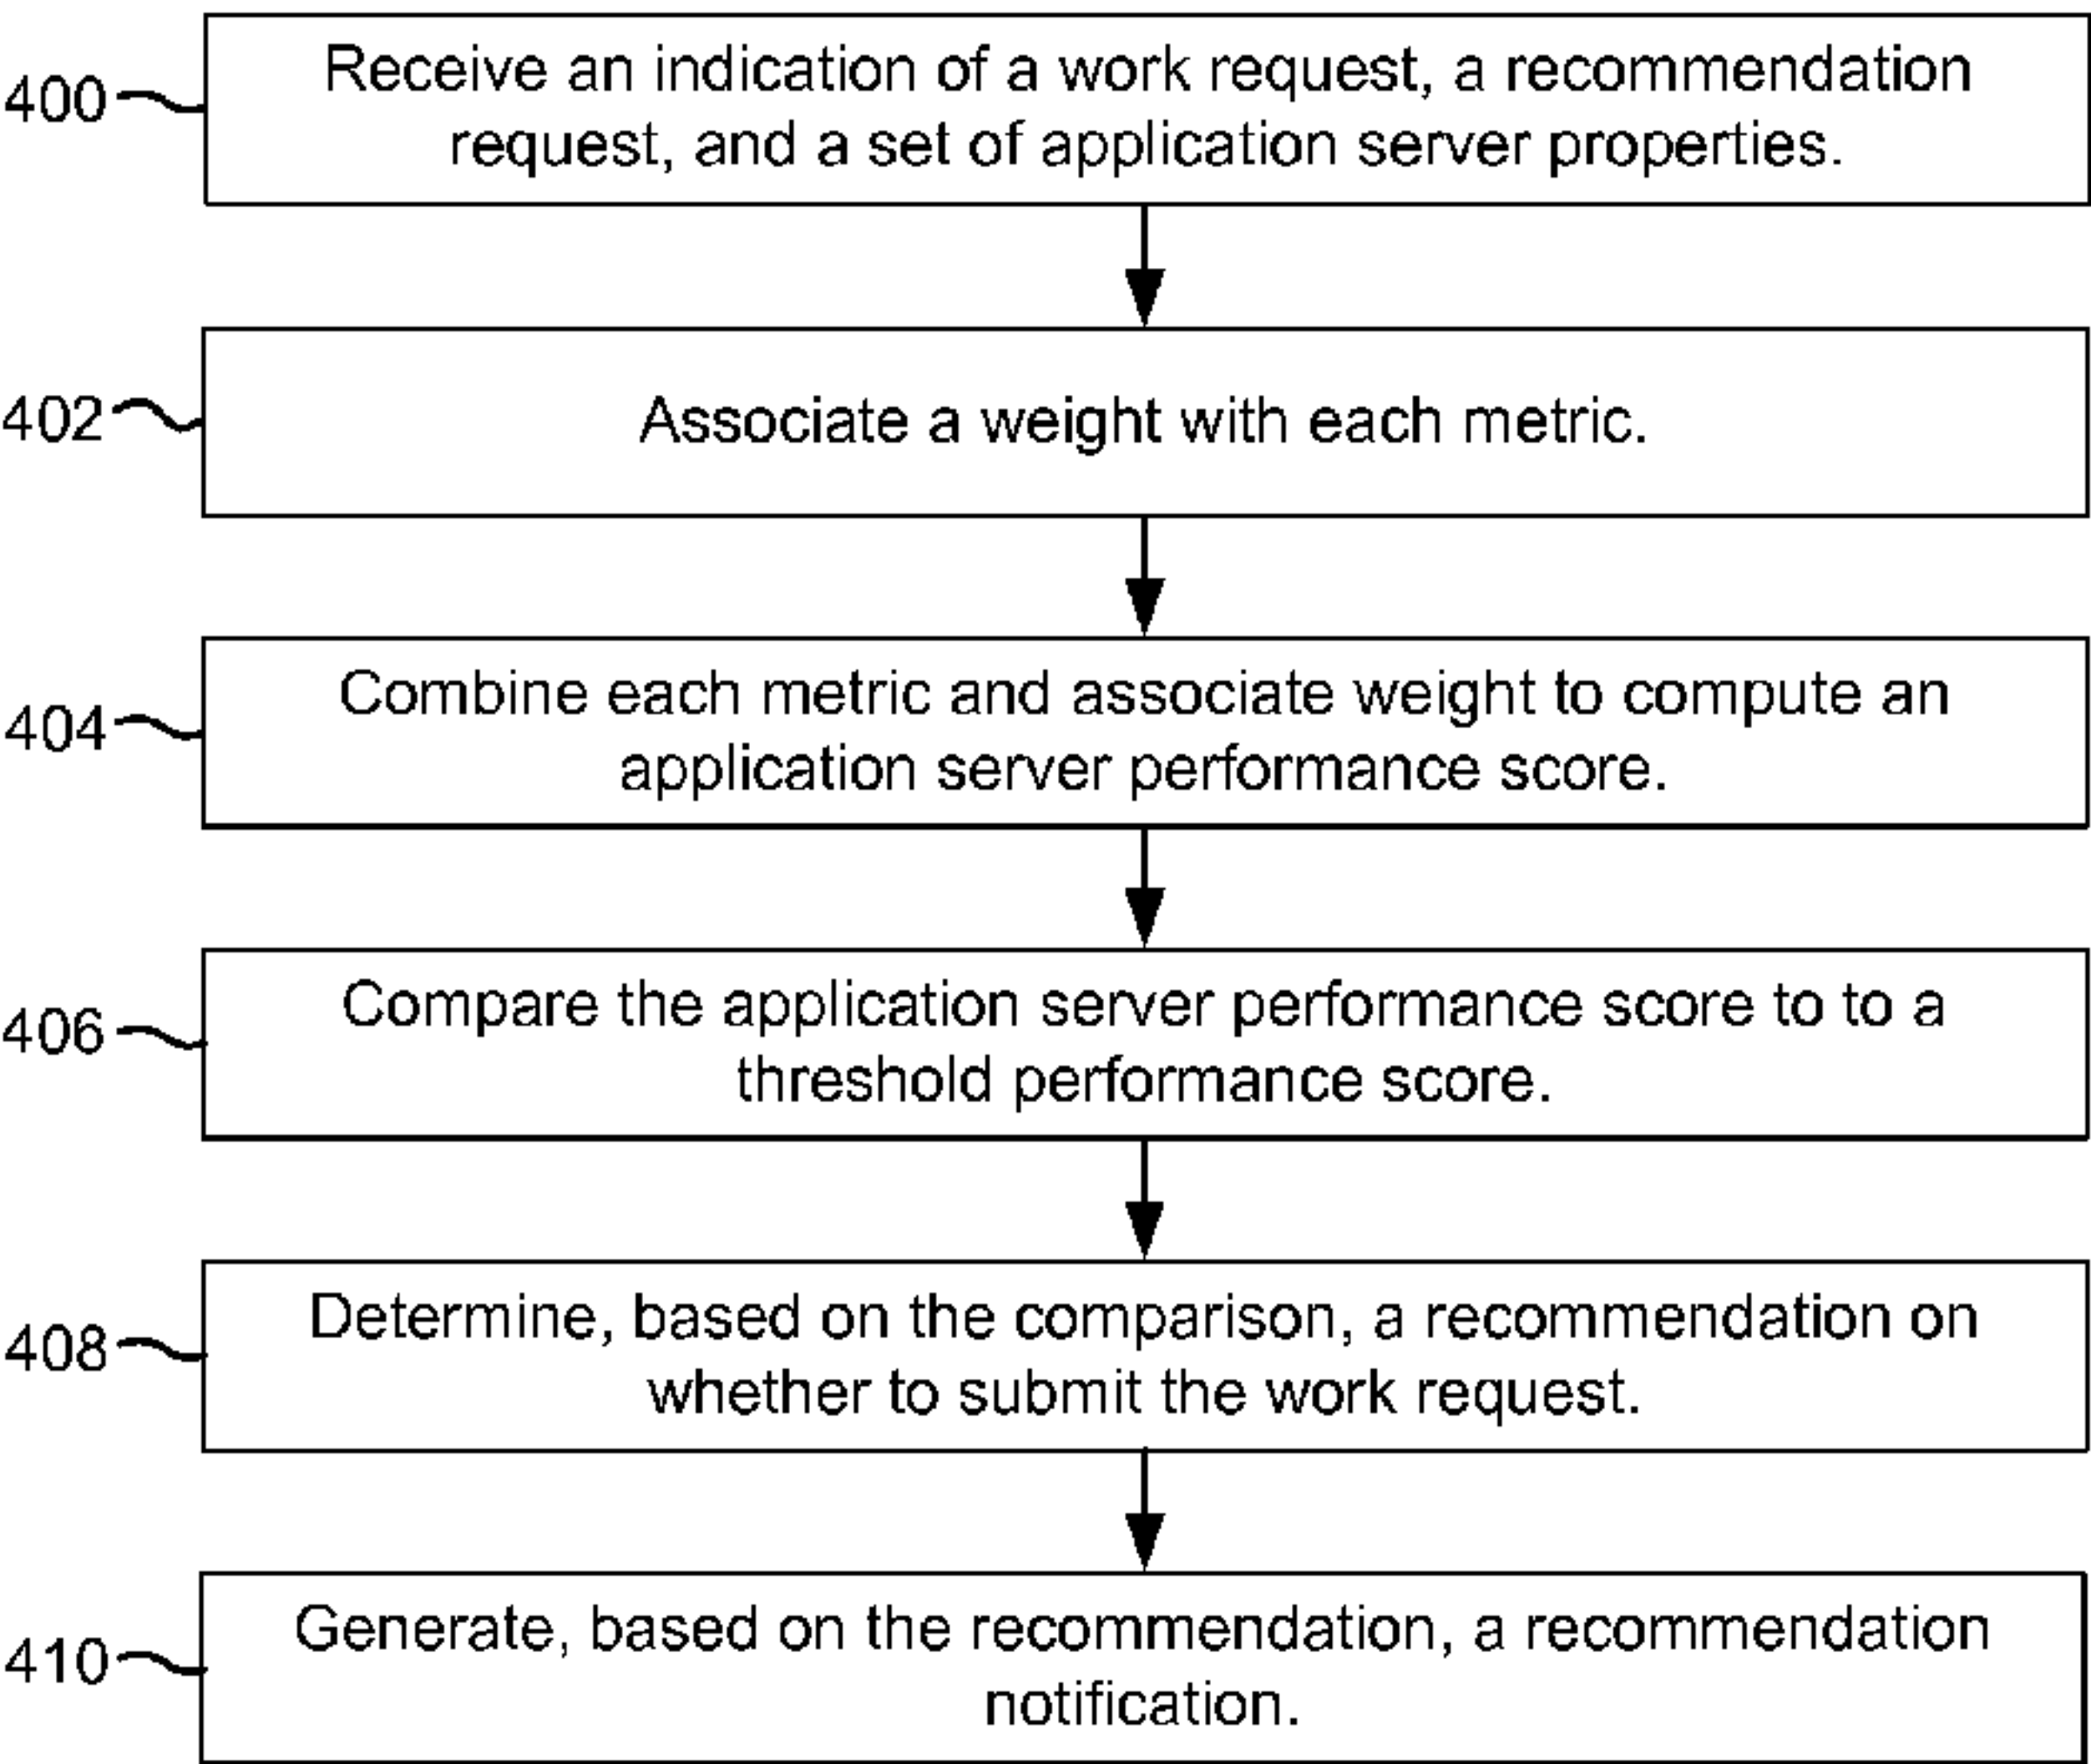 400
Receive an indication of a work request, a recommendation
request, and a set of application server properties.
402
Associate a weight with each metric.
404
Combine each metric and associate weight to compute an
application server performance score.
406
Compare the application server performance score to to a
threshold performance score.
408
Determine, based on the comparison, a recommendation on
whether to submit the work request.
410
Generate, based on the recommendation, a recommendation
notification.